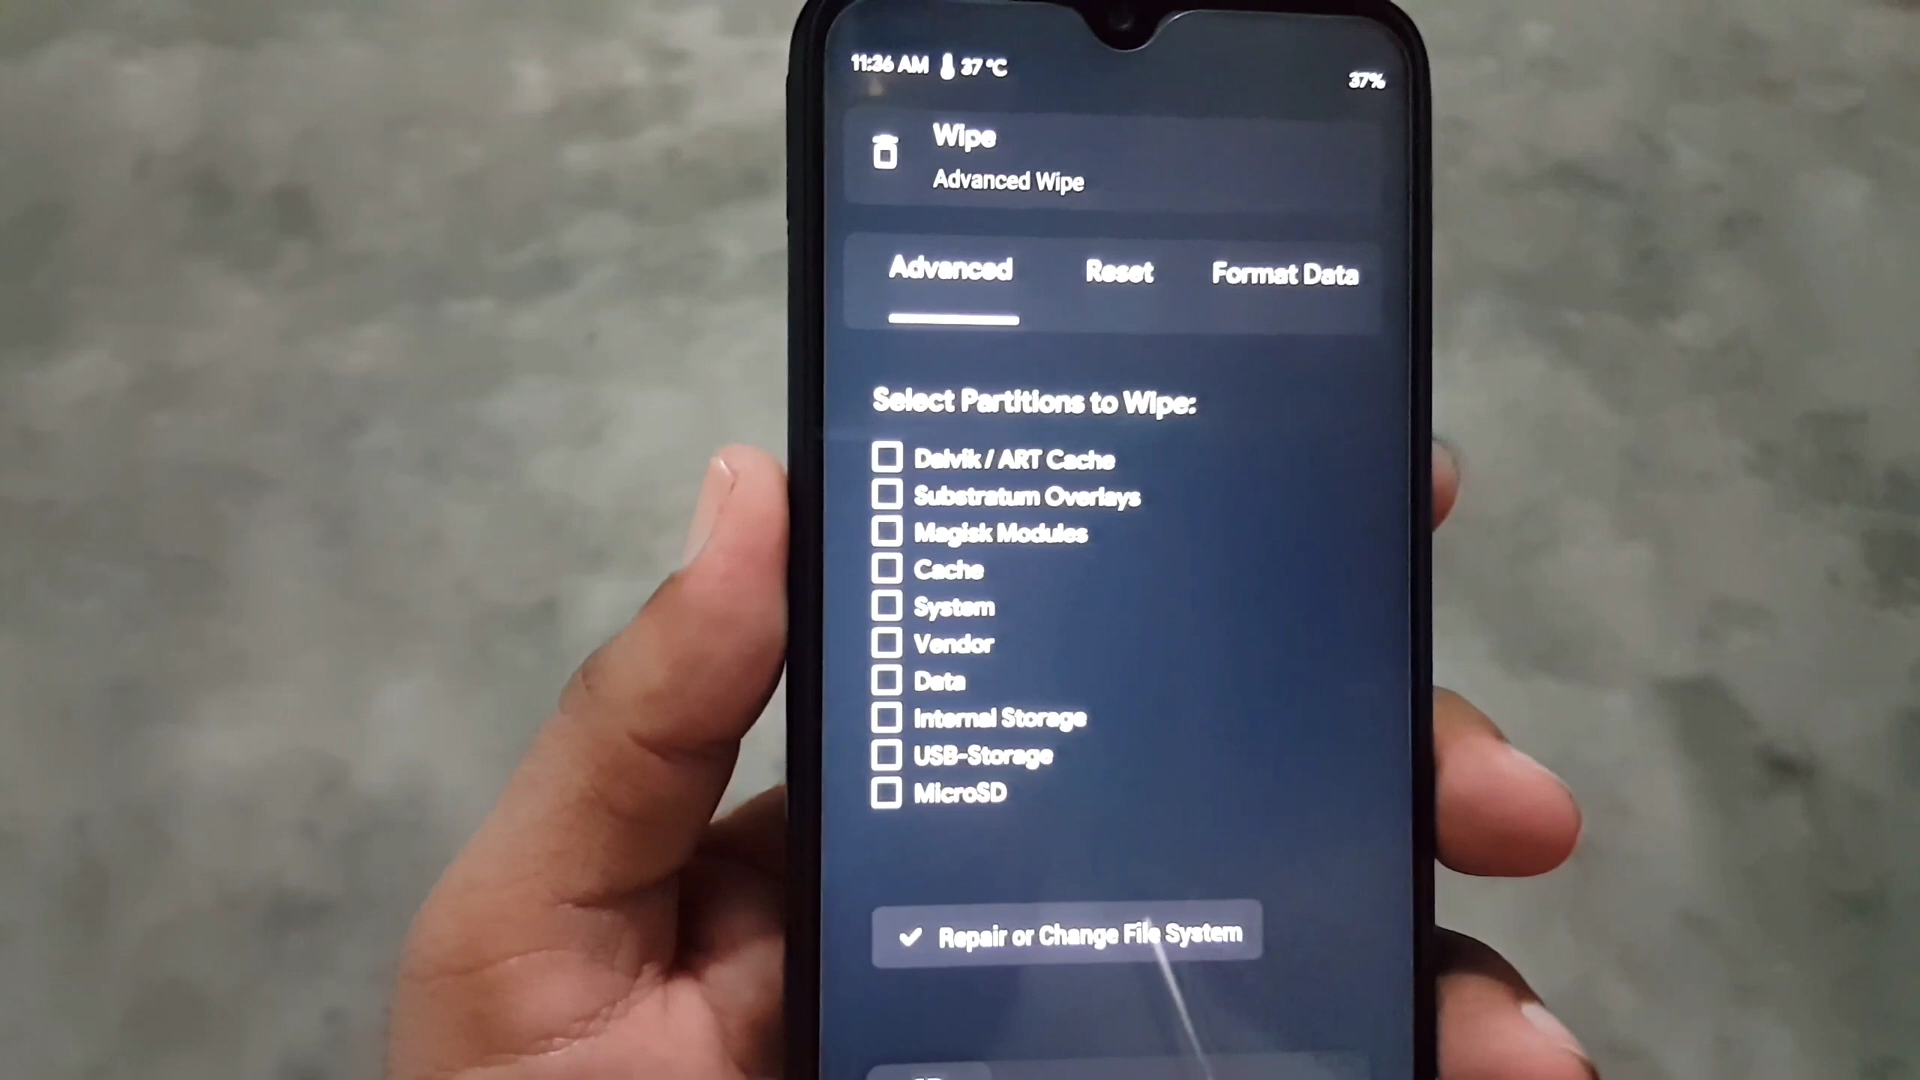 11:36 AM 37 °C
37%
Wipe
Advanced Wipe
Advanced Reset Format Data
Select Partitions to Wipe:
Dalvik / ART Cache
Substratum Overlays
Magisk Modules
Cache
System
Vendor
Data
Internal Storage
USB-Storage
MicroSD
Repair or Change File System